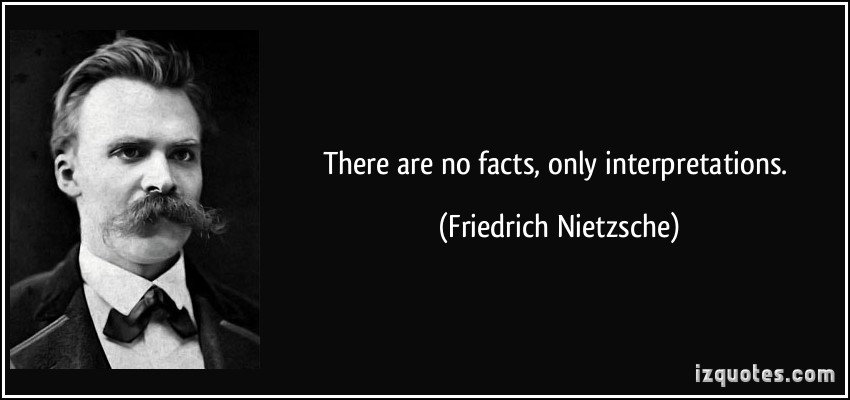 There are no facts, only interpretations.
(Friedrich Nietzsche)
izquotes.com